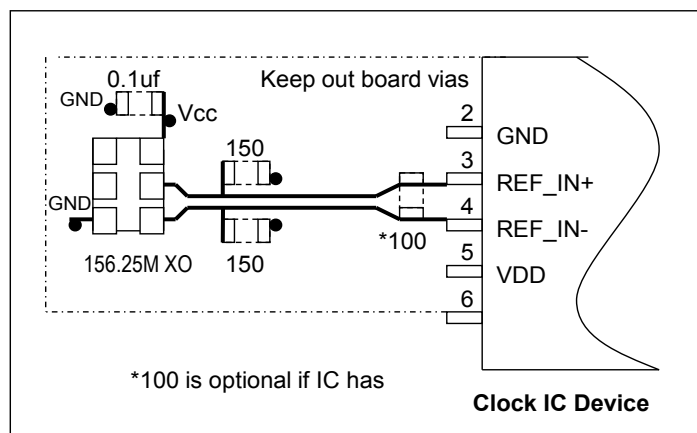 0.1uf
Keep out board vias
GND
Vcc
2
GND
150
3
REF_IN+
GND
4
REF_IN-
*100
156.25M XO
150
5
VDD
6
*100 is optional if IC has
Clock IC Device